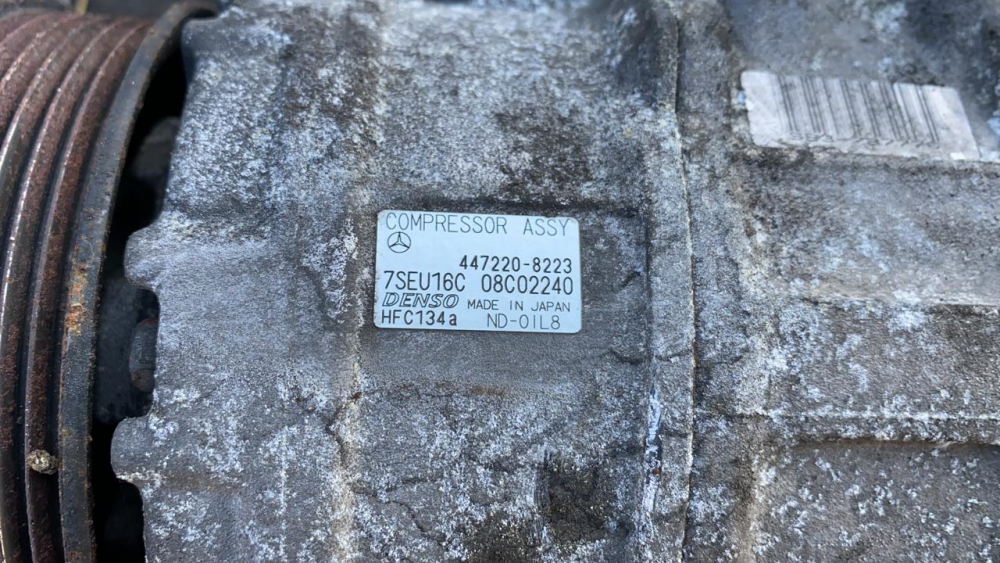 COMPRESSOR ASSY
447220-8223
7SEU16C 08C02240
DENSO MADE IN JAPAN
HFC134a ND-OIL8